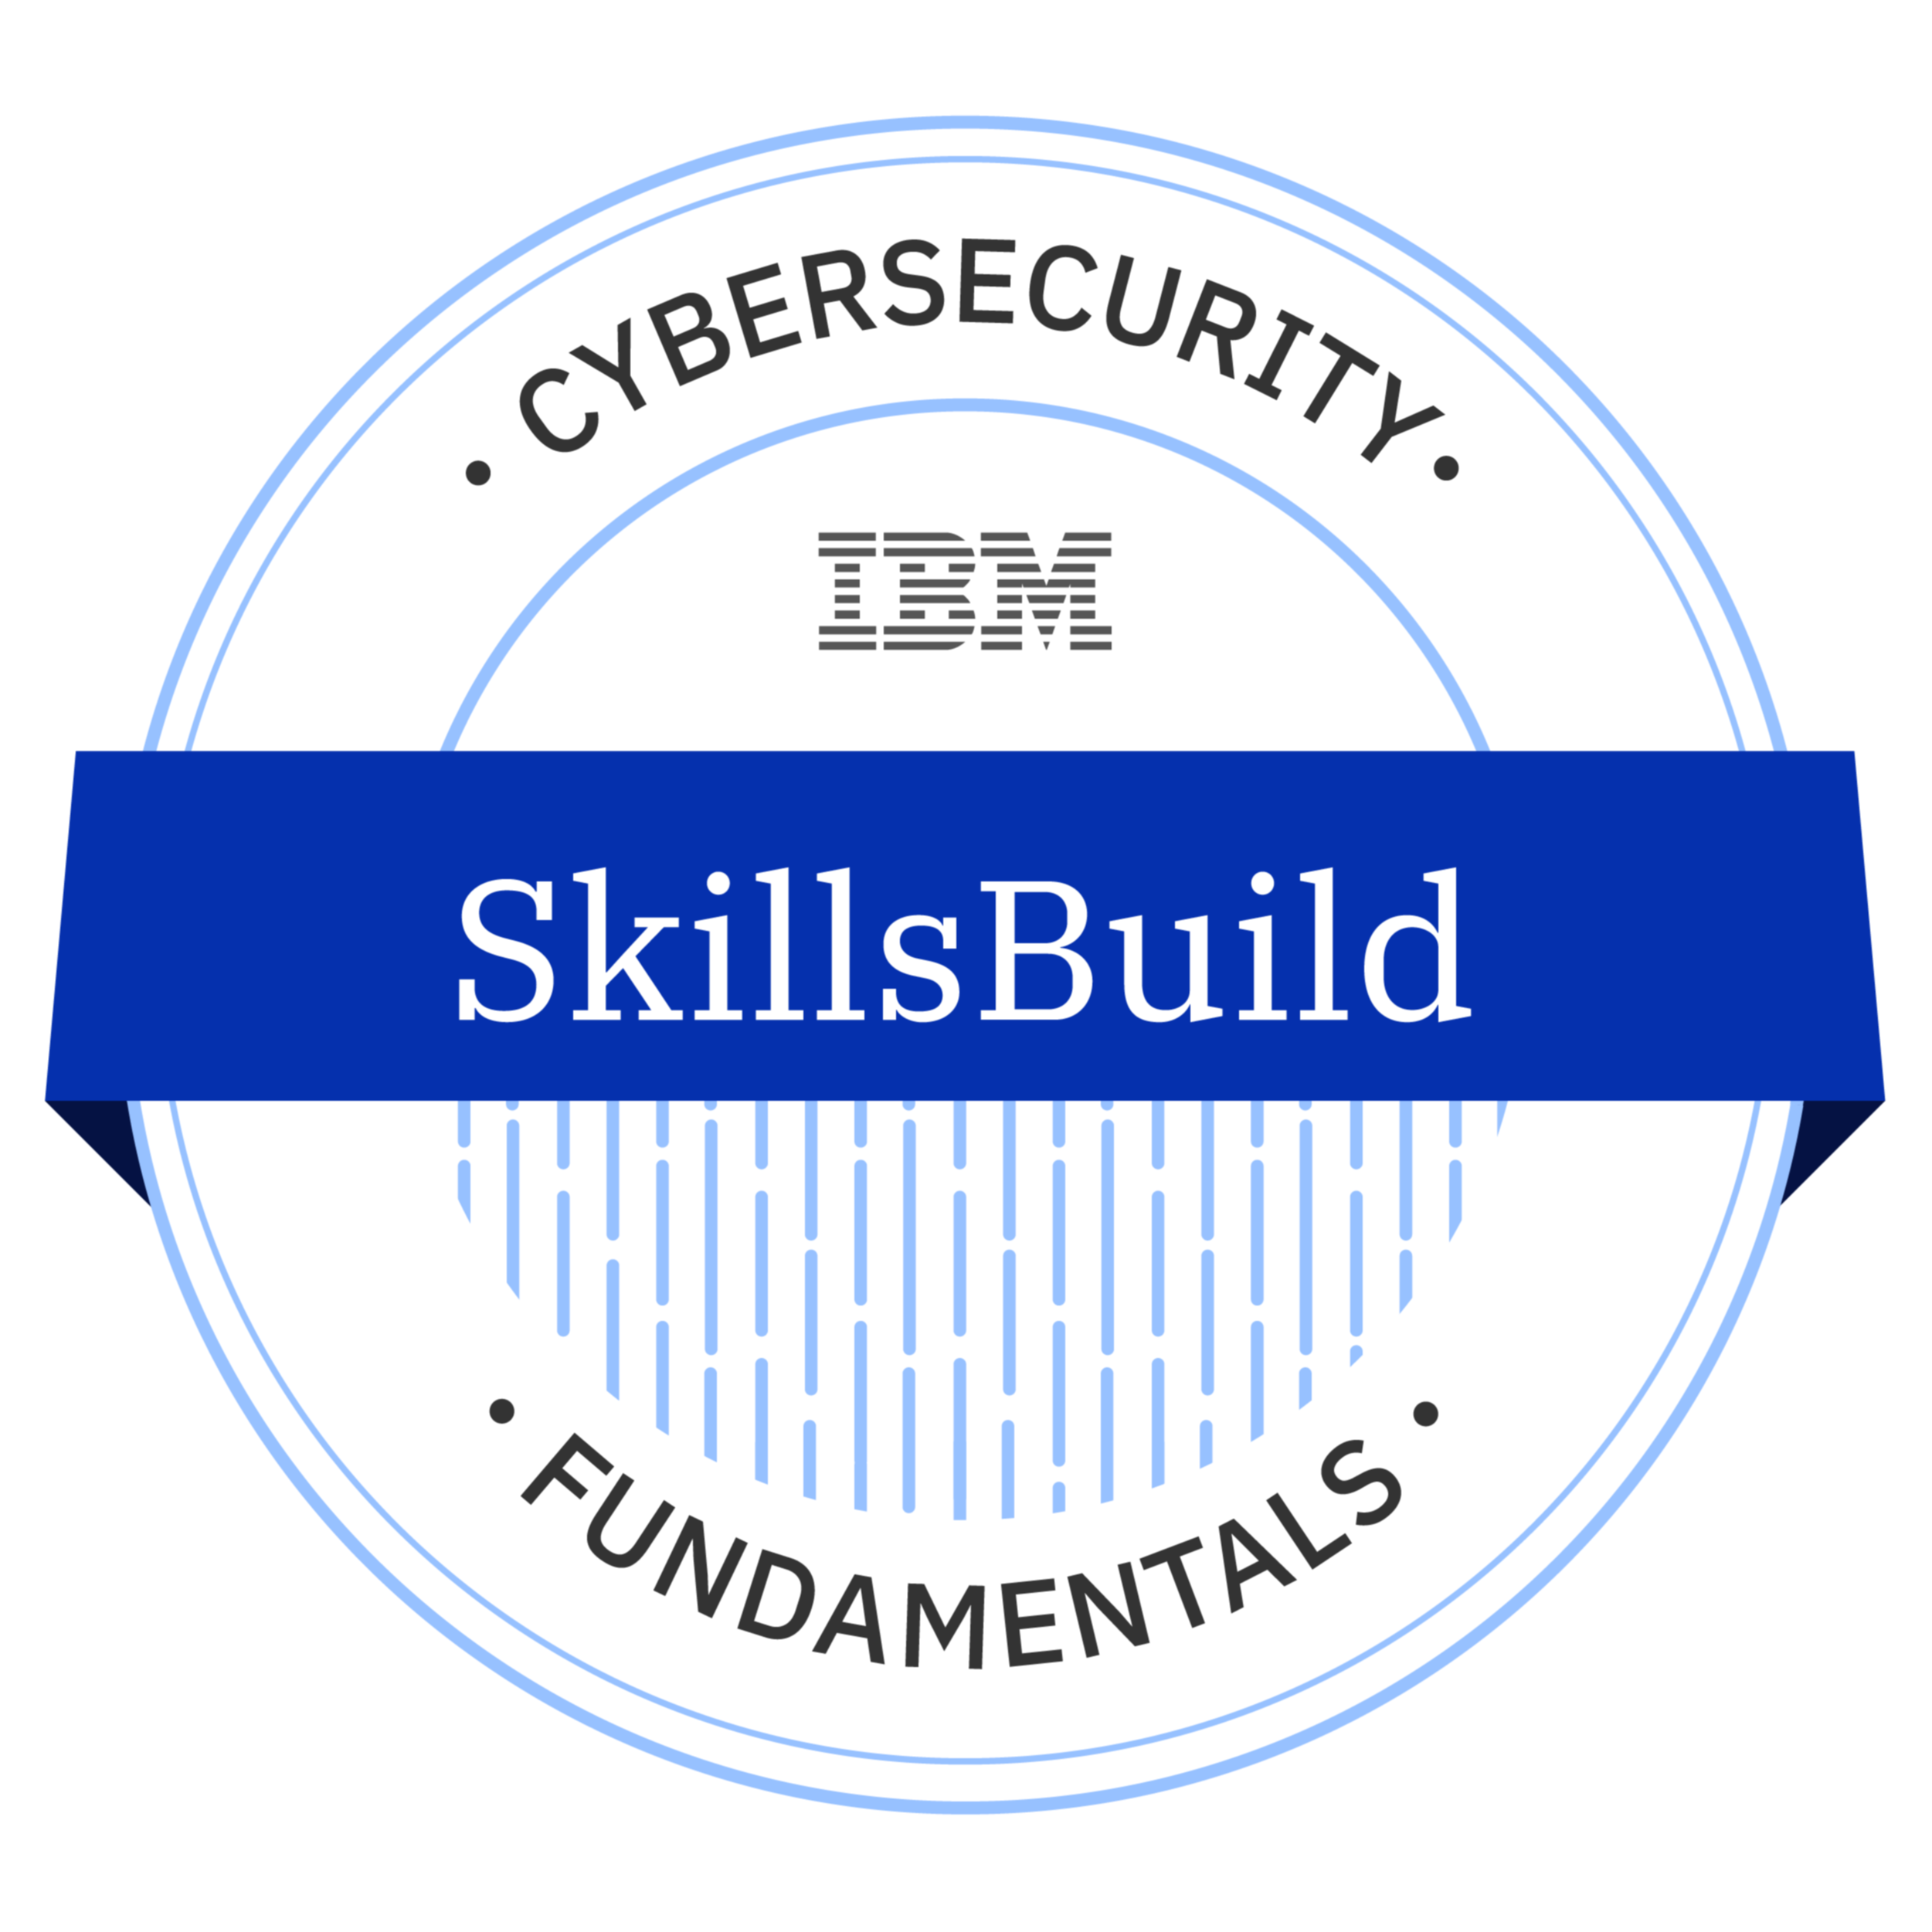 • CYBERSECURITY •
IBM
SkillsBuild
• FUNDAMENTALS •